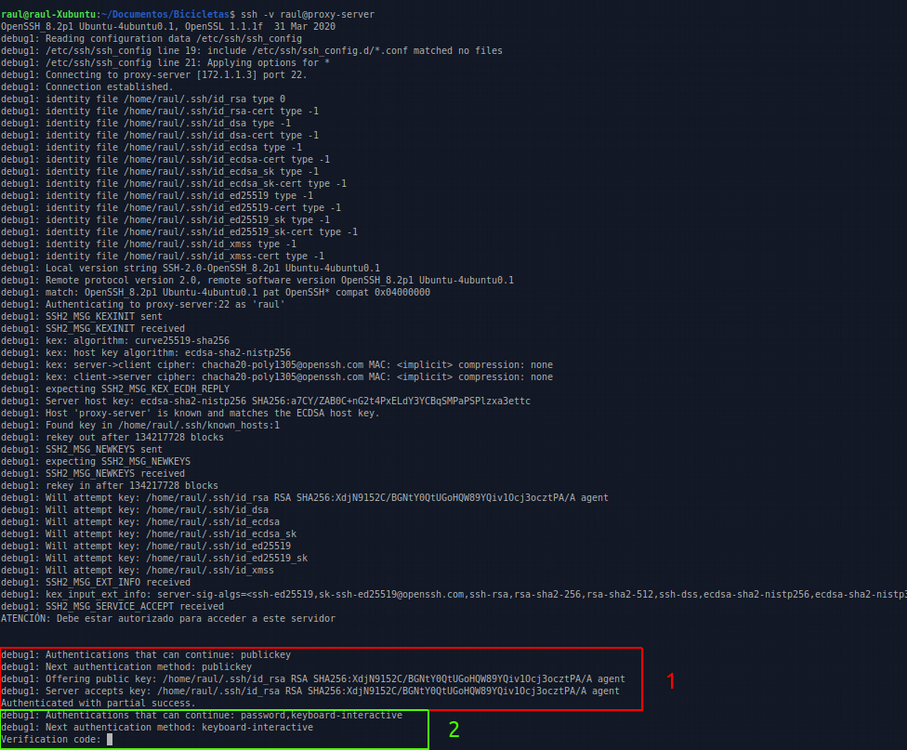 raul@raul-Xubuntu:~/Documentos/Bicicletas$ ssh -v raul@proxy-server
OpenSSH_8.2p1 Ubuntu-4ubuntu0.1, OpenSSL 1.1.1f  31 Mar 2020
debug1: Reading configuration data /etc/ssh/ssh_config
debug1: /etc/ssh/ssh_config line 19: include /etc/ssh/ssh_config.d/*.conf matched no files
debug1: /etc/ssh/ssh_config line 21: Applying options for *
debug1: Connecting to proxy-server [172.1.1.3] port 22.
debug1: Connection established.
debug1: identity file /home/raul/.ssh/id_rsa type 0
debug1: identity file /home/raul/.ssh/id_rsa-cert type -1
debug1: identity file /home/raul/.ssh/id_dsa type -1
debug1: identity file /home/raul/.ssh/id_dsa-cert type -1
debug1: identity file /home/raul/.ssh/id_ecdsa type -1
debug1: identity file /home/raul/.ssh/id_ecdsa-cert type -1
debug1: identity file /home/raul/.ssh/id_ecdsa_sk type -1
debug1: identity file /home/raul/.ssh/id_ecdsa_sk-cert type -1
debug1: identity file /home/raul/.ssh/id_ed25519 type -1
debug1: identity file /home/raul/.ssh/id_ed25519-cert type -1
debug1: identity file /home/raul/.ssh/id_ed25519_sk type -1
debug1: identity file /home/raul/.ssh/id_ed25519_sk-cert type -1
debug1: identity file /home/raul/.ssh/id_xmss type -1
debug1: identity file /home/raul/.ssh/id_xmss-cert type -1
debug1: Local version string SSH-2.0-OpenSSH_8.2p1 Ubuntu-4ubuntu0.1
debug1: Remote protocol version 2.0, remote software version OpenSSH_8.2p1 Ubuntu-4ubuntu0.1
debug1: match: OpenSSH_8.2p1 Ubuntu-4ubuntu0.1 pat OpenSSH* compat 0x04000000
debug1: Authenticating to proxy-server:22 as 'raul'
debug1: SSH2_MSG_KEXINIT sent
debug1: SSH2_MSG_KEXINIT received
debug1: kex: algorithm: curve25519-sha256
debug1: kex: host key algorithm: ecdsa-sha2-nistp256
debug1: kex: server->client cipher: chacha20-poly1305@openssh.com MAC: <implicit> compression: none
debug1: kex: client->server cipher: chacha20-poly1305@openssh.com MAC: <implicit> compression: none
debug1: expecting SSH2_MSG_KEX_ECDH_REPLY
debug1: Server host key: ecdsa-sha2-nistp256 SHA256:a7CY/ZAB0C+nG2t4PxELdY3YCBqSMPaPSPlzxa3ettc
debug1: Host 'proxy-server' is known and matches the ECDSA host key.
debug1: Found key in /home/raul/.ssh/known_hosts:1
debug1: rekey out after 134217728 blocks
debug1: SSH2_MSG_NEWKEYS sent
debug1: expecting SSH2_MSG_NEWKEYS
debug1: SSH2_MSG_NEWKEYS received
debug1: rekey in after 134217728 blocks
debug1: Will attempt key: /home/raul/.ssh/id_rsa RSA SHA256:XdjN9152C/BGNtY0QtUGoHQW89YQiv1Ocj3ocztPA/A agent
debug1: Will attempt key: /home/raul/.ssh/id_dsa
debug1: Will attempt key: /home/raul/.ssh/id_ecdsa
debug1: Will attempt key: /home/raul/.ssh/id_ecdsa_sk
debug1: Will attempt key: /home/raul/.ssh/id_ed25519
debug1: Will attempt key: /home/raul/.ssh/id_ed25519_sk
debug1: Will attempt key: /home/raul/.ssh/id_xmss
debug1: SSH2_MSG_EXT_INFO received
debug1: kex_input_ext_info: server-sig-algs=<ssh-ed25519,sk-ssh-ed25519@openssh.com,ssh-rsa,rsa-sha2-256,rsa-sha2-512,ssh-dss,ecdsa-sha2-nistp256,ecdsa-sha2-nistp3
debug1: SSH2_MSG_SERVICE_ACCEPT received
ATENCIÓN: Debe estar autorizado para acceder a este servidor
debug1: Authentications that can continue: publickey
debug1: Next authentication method: publickey
debug1: Offering public key: /home/raul/.ssh/id_rsa RSA SHA256:XdjN9152C/BGNtY0QtUGoHQW89YQiv1Ocj3ocztPA/A agent
debug1: Server accepts key: /home/raul/.ssh/id_rsa RSA SHA256:XdjN9152C/BGNtY0QtUGoHQW89YQiv1Ocj3ocztPA/A agent
Authenticated with partial success.
1
debug1: Authentications that can continue: password,keyboard-interactive
debug1: Next authentication method: keyboard-interactive
Verification code:
2